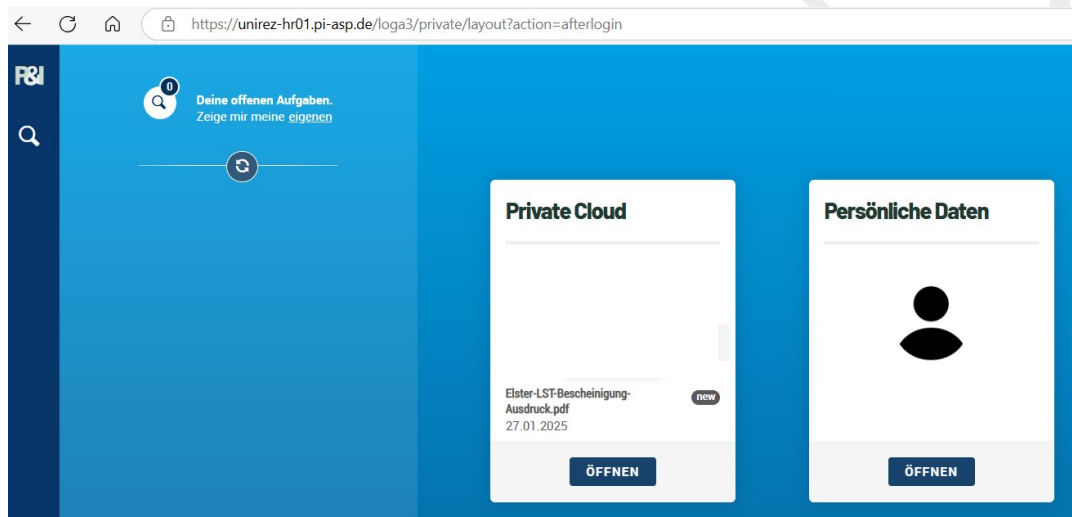 https://unirez-hr01.pi-asp.de/loga3/private/layout?action=afterlogin
P&I
0
Deine offenen Aufgaben.
Zeige mir meine eigenen
Private Cloud
Elster-LST-Bescheinigung-
Ausdruck.pdf
new
27.01.2025
ÖFFNEN
Persönliche Daten
ÖFFNEN